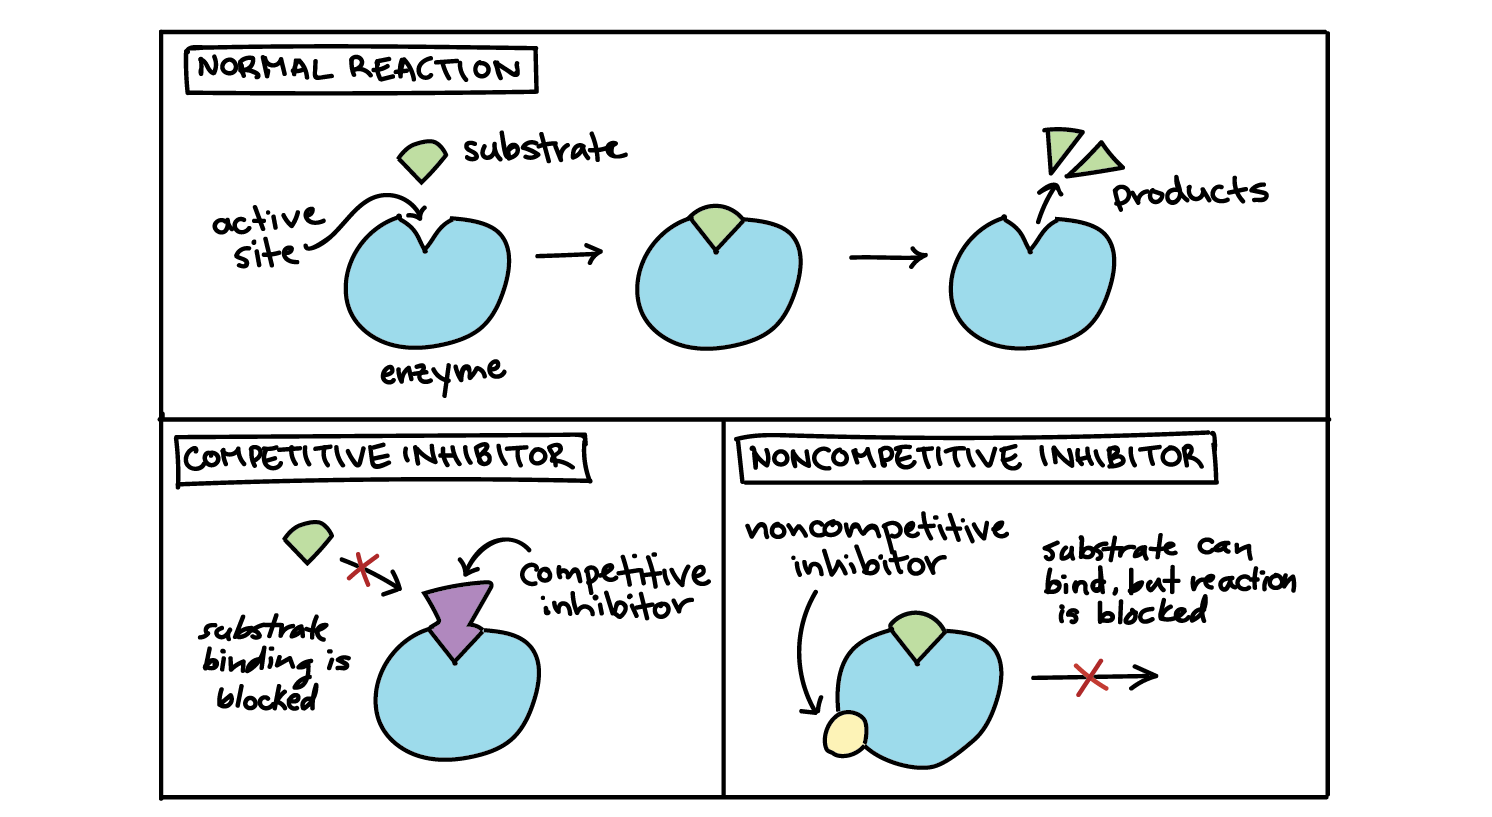 NORMAL REACTION
substrate
active
site
enzyme
products
COMPETITIVE INHIBITOR
competitive
inhibitor
substrate
binding is
blocked
NONCOMPETITIVE INHIBITOR
noncompetitive
inhibitor
substrate can
bind, but reaction
is blocked